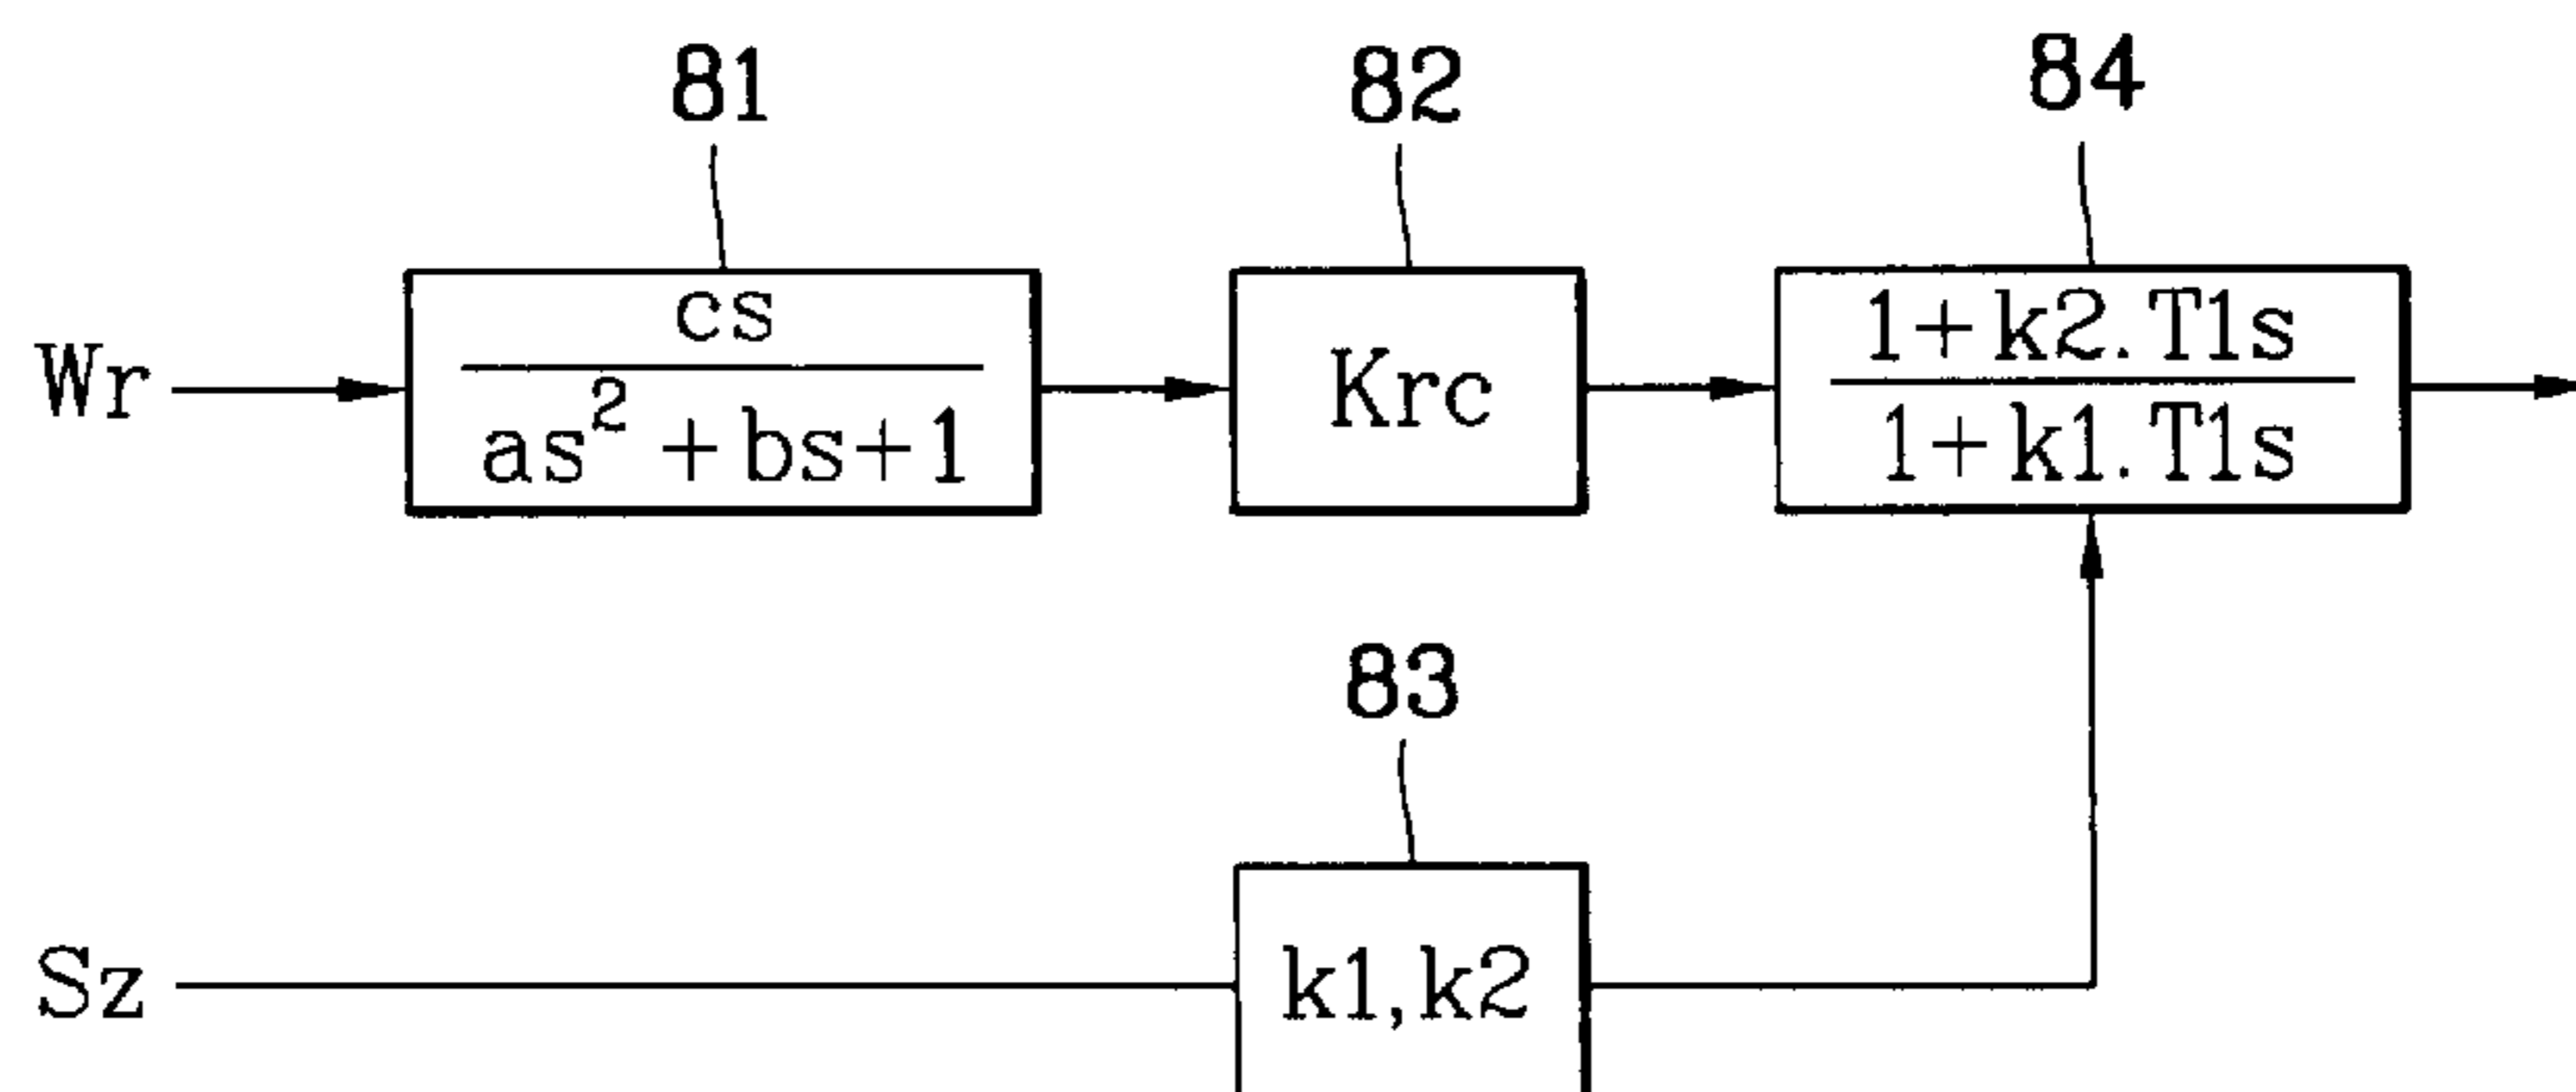 81 82 84
Wr cs / as² + bs+1 Krc 1+k2.T1s / 1+k1.T1s
83
Sz k1,k2